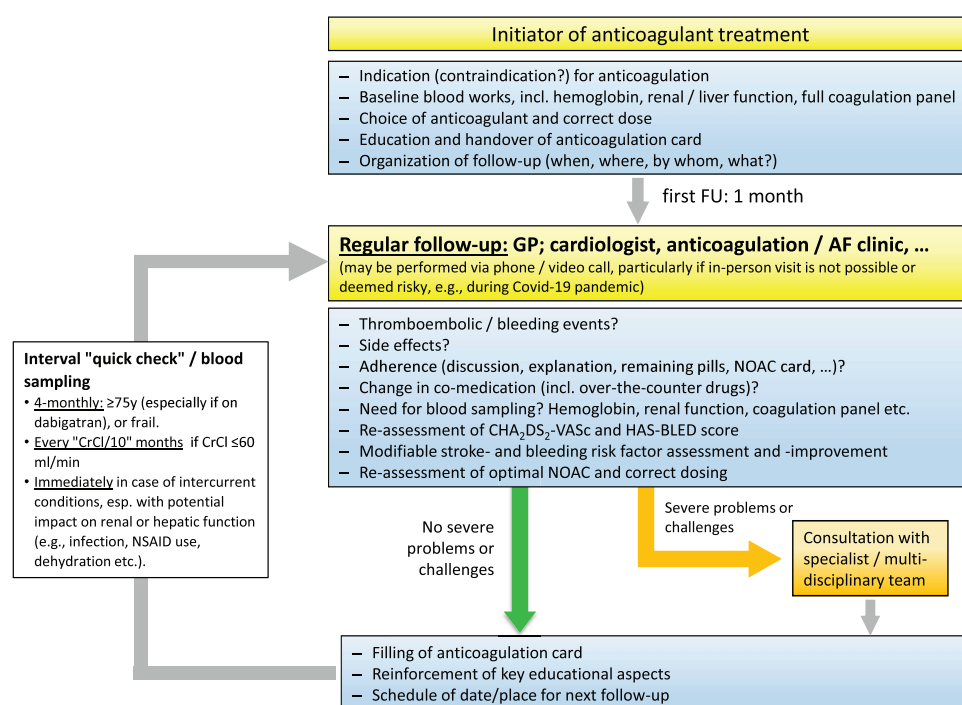 Initiator of anticoagulant treatment
– Indication (contraindication?) for anticoagulation
– Baseline blood works, incl. hemoglobin, renal / liver function, full coagulation panel
– Choice of anticoagulant and correct dose
– Education and handover of anticoagulation card
– Organization of follow-up (when, where, by whom, what?)
first FU: 1 month
Regular follow-up: GP; cardiologist, anticoagulation / AF clinic, …
(may be performed via phone / video call, particularly if in-person visit is not possible or
deemed risky, e.g., during Covid-19 pandemic)
– Thromboembolic / bleeding events?
– Side effects?
– Adherence (discussion, explanation, remaining pills, NOAC card, …)?
– Change in co-medication (incl. over-the-counter drugs)?
– Need for blood sampling? Hemoglobin, renal function, coagulation panel etc.
– Re-assessment of CHA₂DS₂-VASc and HAS-BLED score
– Modifiable stroke- and bleeding risk factor assessment and -improvement
– Re-assessment of optimal NOAC and correct dosing
Interval "quick check" / blood
sampling
• 4-monthly: ≥75y (especially if on
dabigatran), or frail.
• Every "CrCl/10" months if CrCl ≤60
ml/min
• Immediately in case of intercurrent
conditions, esp. with potential
impact on renal or hepatic function
(e.g., infection, NSAID use,
dehydration etc.).
No severe
problems or
challenges
Severe problems or
challenges
Consultation with
specialist / multi-
disciplinary team
– Filling of anticoagulation card
– Reinforcement of key educational aspects
– Schedule of date/place for next follow-up